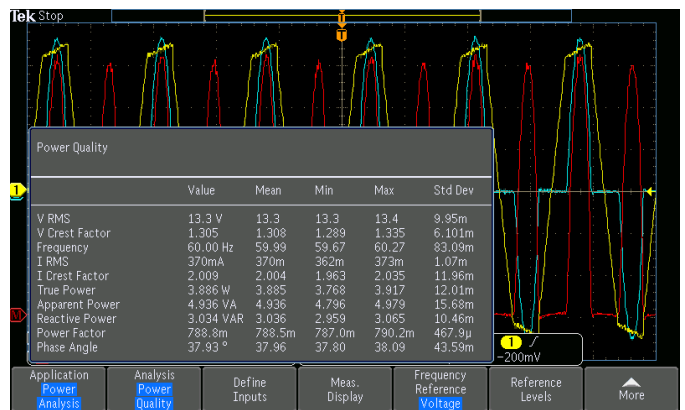 Tek Stop
T
T
Power Quality
Value Mean Min Max Std Dev
V RMS 13.3 V 13.3 13.3 13.4 9.95m
V Crest Factor 1.305 1.308 1.289 1.335 6.101m
Frequency 60.00 Hz 59.99 59.67 60.27 83.09m
I RMS 370mA 370m 362m 373m 1.07m
I Crest Factor 2.009 2.004 1.963 2.035 11.96m
True Power 3.886 W 3.885 3.768 3.917 12.01m
Apparent Power 4.936 VA 4.936 4.796 4.979 15.68m
Reactive Power 3.034 VAR 3.036 2.959 3.065 10.46m
Power Factor 788.8m 788.5m 787.0m 790.2m 467.9µ
Phase Angle 37.93 ° 37.96 37.80 38.09 43.59m
1
M
1
-200mV
Application
Power
Analysis
Analysis
Power
Quality
Define
Inputs
Meas.
Display
Frequency
Reference
Voltage
Reference
Levels
More